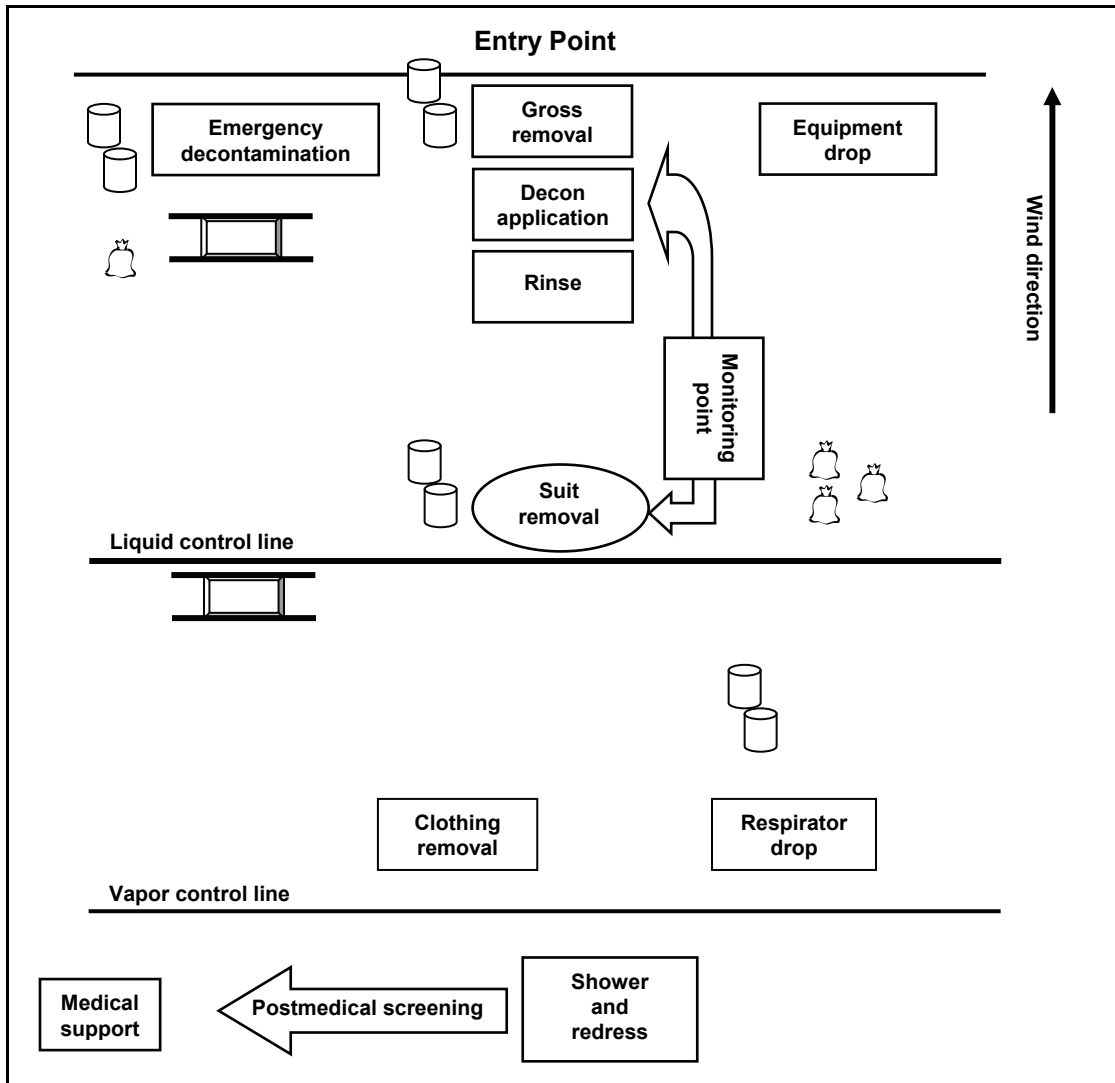 Entry Point
Emergency
decontamination
Gross
removal
Equipment
drop
Decon
application
Rinse
Wind direction
Monitoring
point
Suit
removal
Liquid control line
Clothing
removal
Respirator
drop
Vapor control line
Medical
support
Postmedical screening
Shower
and
redress